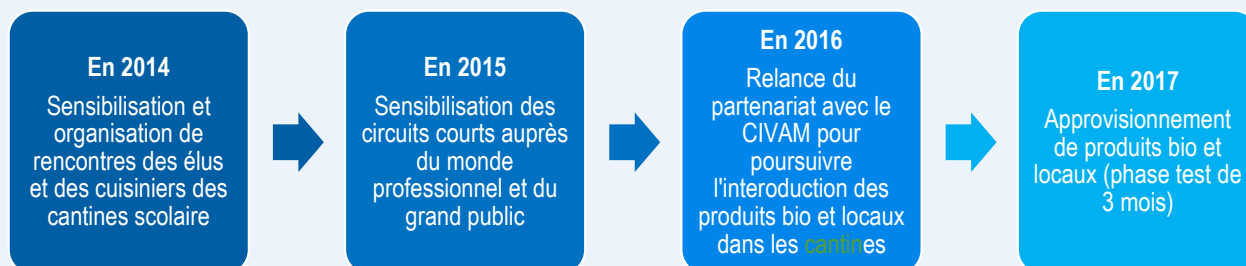 En 2014
Sensibilisation et
organisation de
rencontres des élus
et des cuisiniers des
cantines scolaire
En 2015
Sensibilisation des
circuits courts auprès
du monde
professionnel et du
grand public
En 2016
Relance du
partenariat avec le
CIVAM pour
poursuivre
l'interoduction des
produits bio et locaux
dans les cantines
En 2017
Approvisionnement
de produits bio et
locaux (phase test de
3 mois)